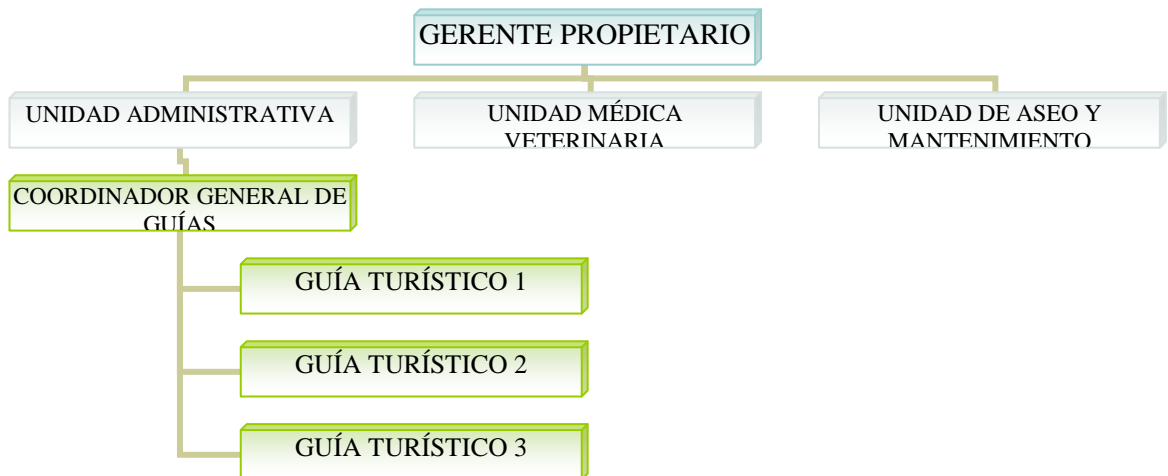 GERENTE PROPIETARIO
UNIDAD ADMINISTRATIVA
UNIDAD MÉDICA
VETERINARIA
UNIDAD DE ASEO Y
MANTENIMIENTO
COORDINADOR GENERAL DE
GUÍAS
GUÍA TURÍSTICO 1
GUÍA TURÍSTICO 2
GUÍA TURÍSTICO 3